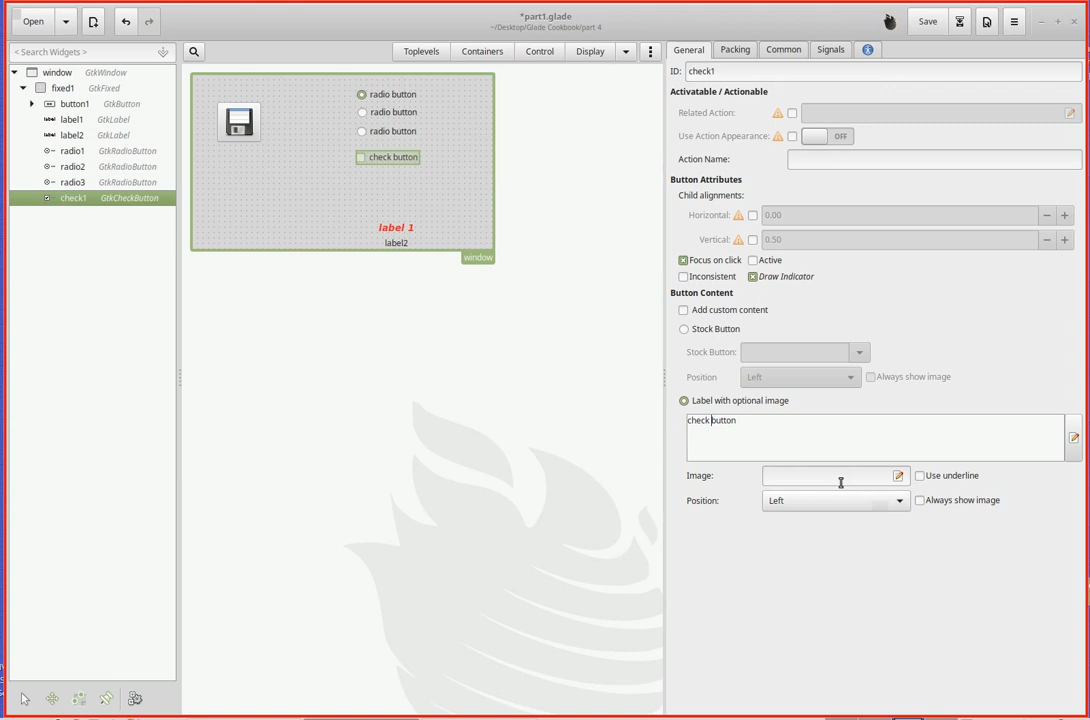 Open
*part1.glade
~/Desktop/Glade Cookbook/part 4
Save
< Search Widgets >
Toplevels
Containers
Control
Display
General
Packing
Common
Signals
window GtkWindow
fixed1 GtkFixed
button1 GtkButton
label1 GtkLabel
label2 GtkLabel
radio1 GtkRadioButton
radio2 GtkRadioButton
radio3 GtkRadioButton
check1 GtkCheckButton
radio button
radio button
radio button
check button
label 1
label2
window
ID: check1
Activatable / Actionable
Related Action:
Use Action Appearance: OFF
Action Name:
Button Attributes
Child alignments:
Horizontal: 0.00
Vertical: 0.50
Focus on click Active
Inconsistent Draw Indicator
Button Content
Add custom content
Stock Button
Stock Button:
Position Left Always show image
Label with optional image
check button
Image: Use underline
Position: Left Always show image